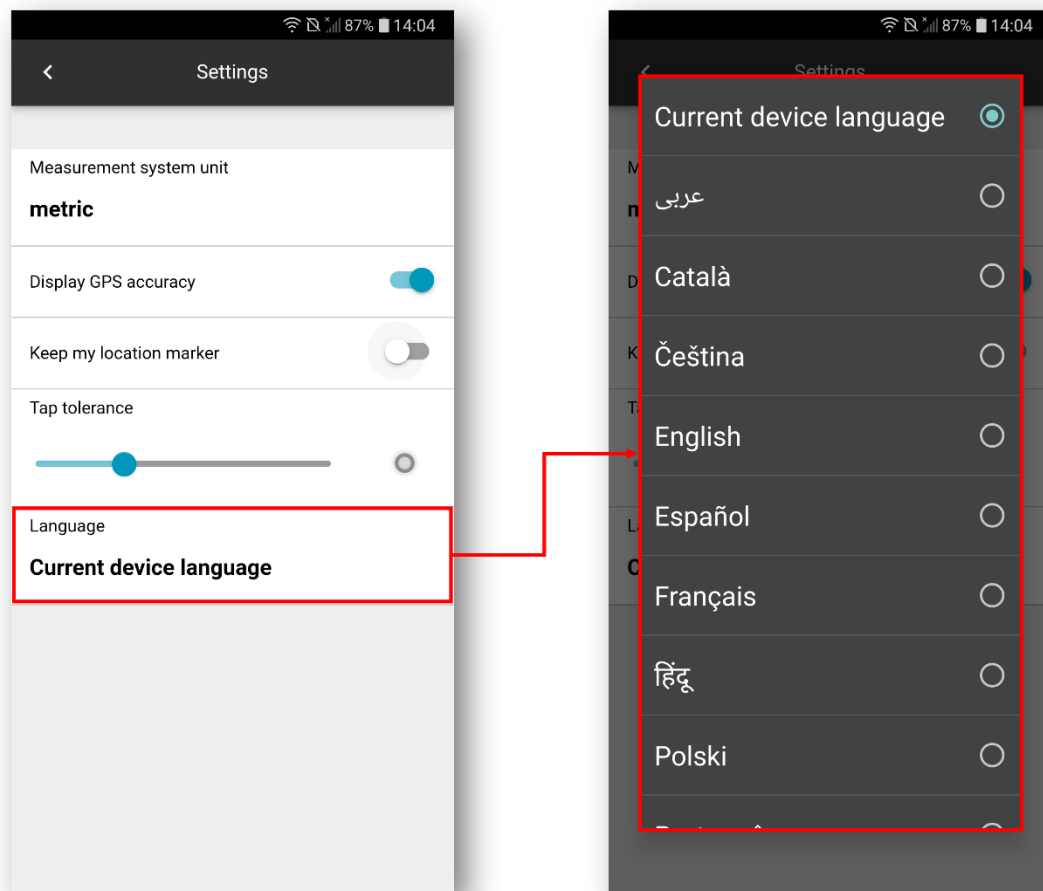 87% 14:04
Settings
Measurement system unit
metric
Display GPS accuracy
Keep my location marker
Tap tolerance
Language
Current device language
87% 14:04
Settings
Current device language
عربى
Català
Čeština
English
Español
Français
हिंदू
Polski